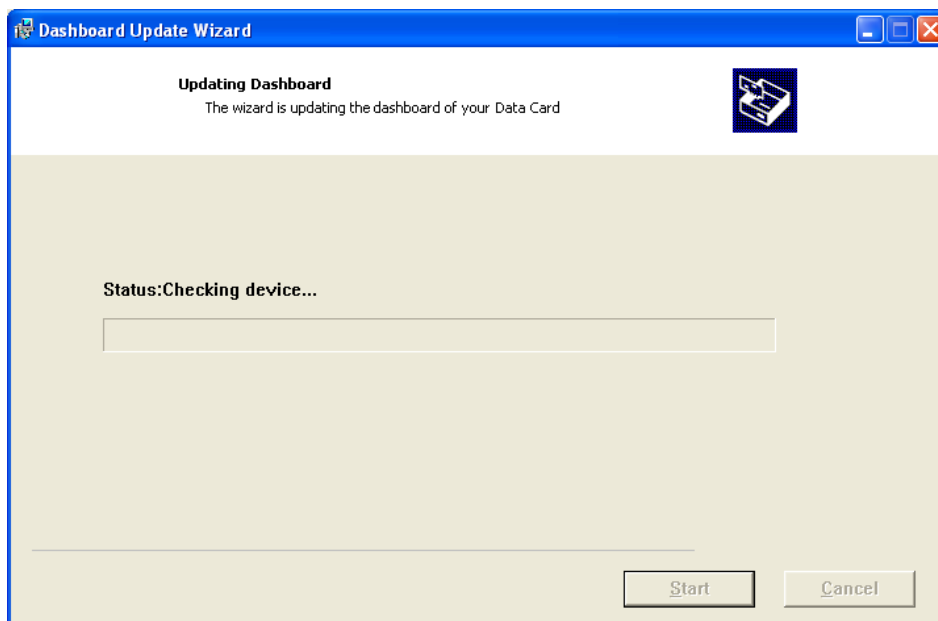 Dashboard Update Wizard
Updating Dashboard
The wizard is updating the dashboard of your Data Card
Status:Checking device...
Start
Cancel